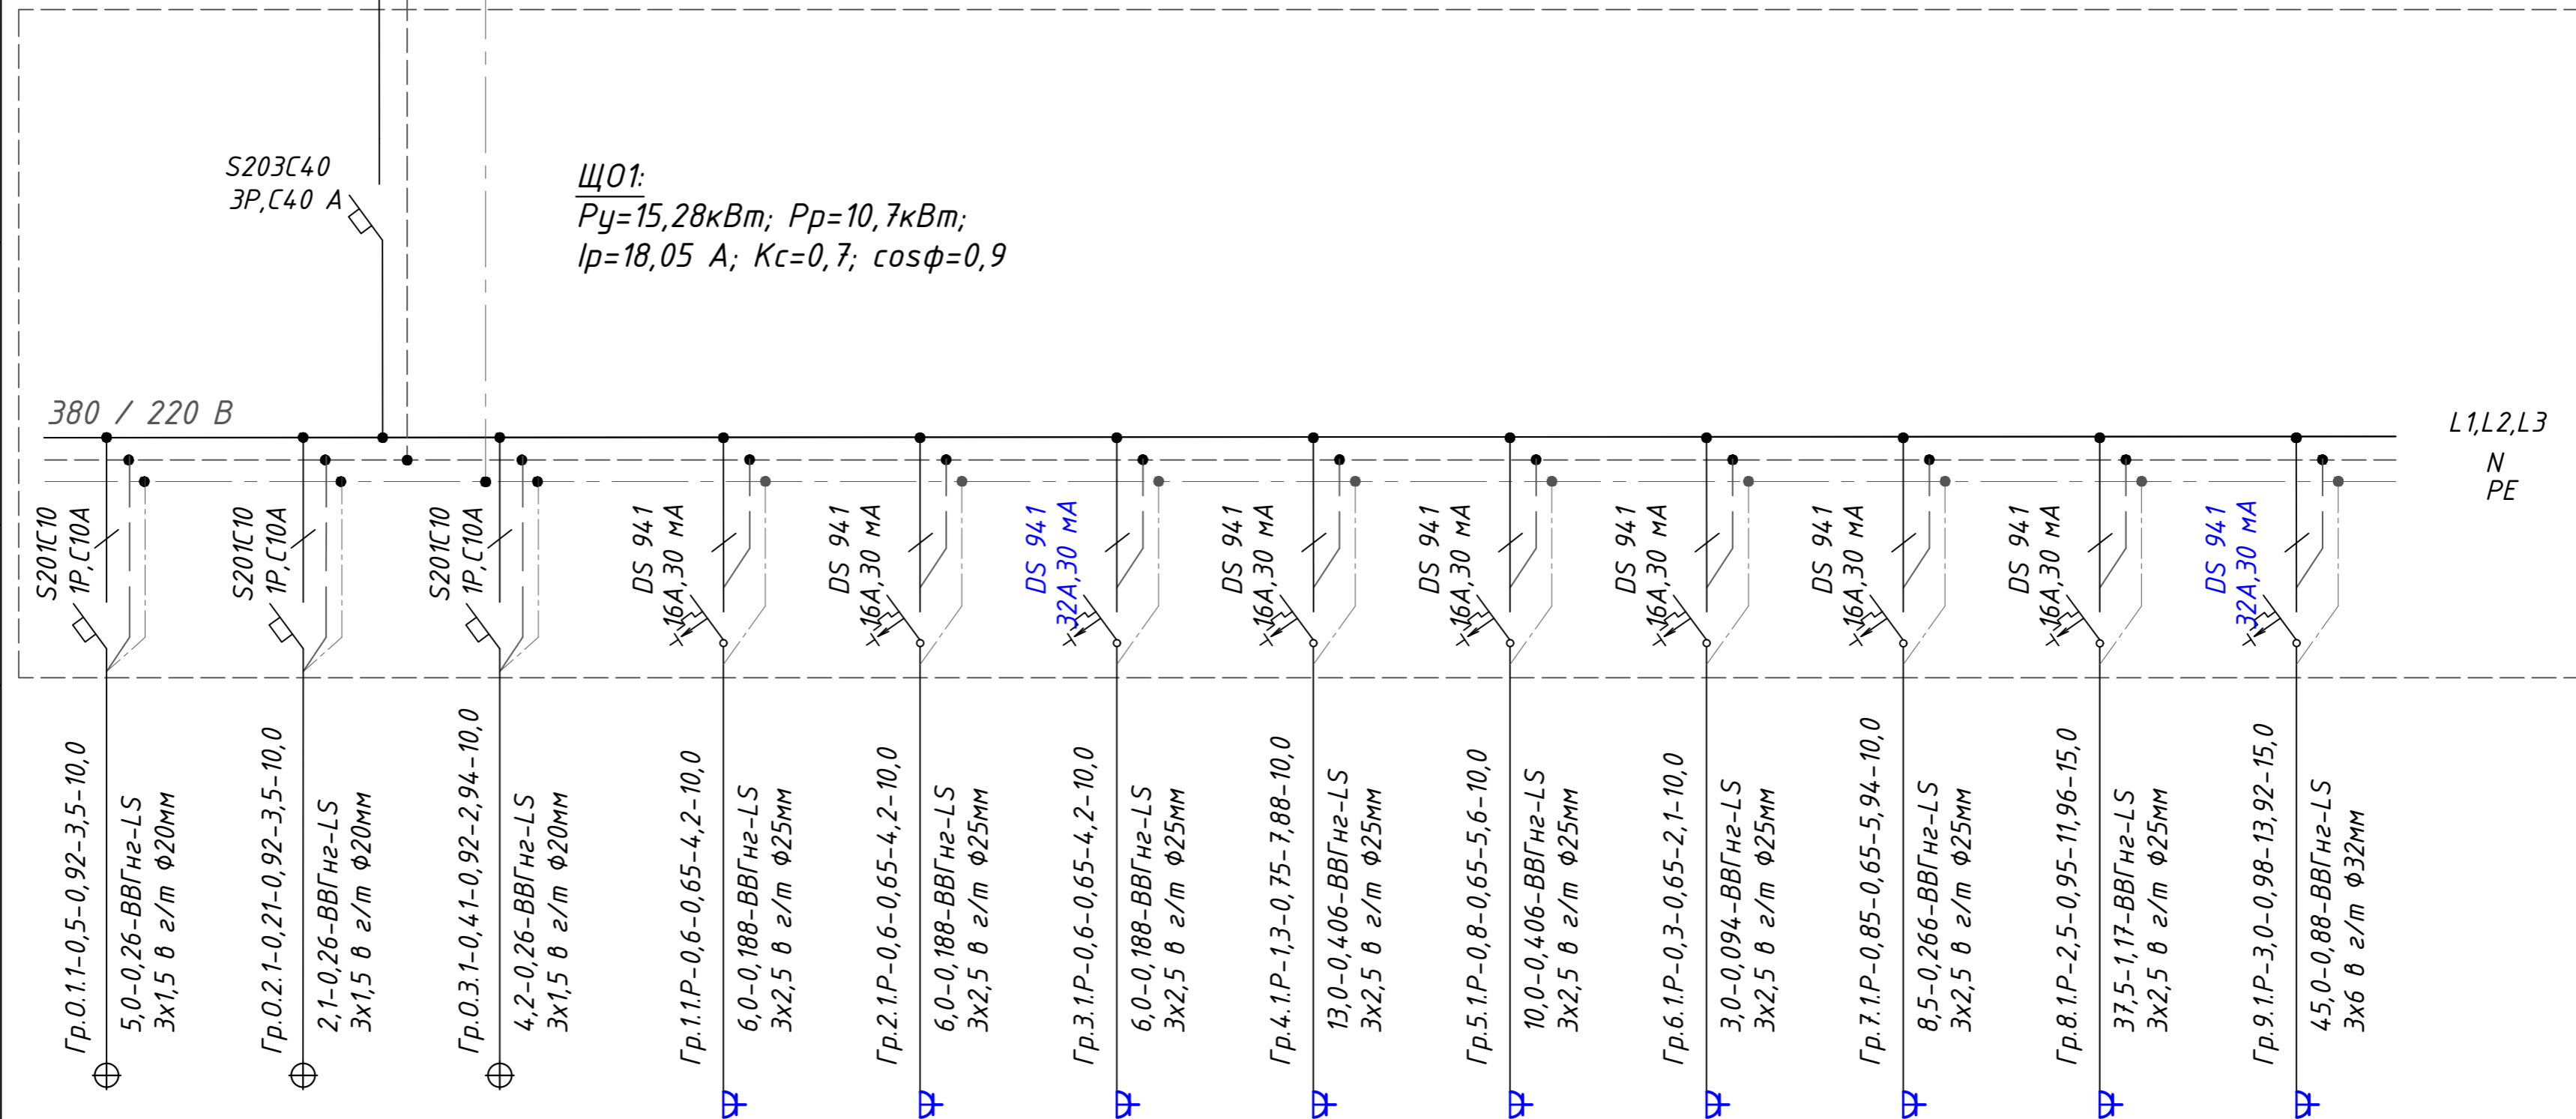 S203C40
3P,C40 А
ЩО1:
Ру=15,28кВт; Рр=10,7кВт;
Iр=18,05 А; Кс=0,7; cosф=0,9
380 / 220 В
L1,L2,L3
N
PE
S201C10
1P,C10A
S201C10
1P,C10A
S201C10
1P,C10A
DS 941
16А,30 мА
DS 941
16А,30 мА
DS 941
32А,30 мА
DS 941
16А,30 мА
DS 941
16А,30 мА
DS 941
16А,30 мА
DS 941
16А,30 мА
DS 941
16А,30 мА
DS 941
32А,30 мА
Гр.О.1.1-0,5-0,92-3,5-10,0
5,0-0,26-ВВГнг-LS
3х1,5 в г/т Ф20мм
Гр.О.2.1-0,21-0,92-3,5-10,0
2,1-0,26-ВВГнг-LS
3х1,5 в г/т Ф20мм
Гр.О.3.1-0,41-0,92-2,94-10,0
4,2-0,26-ВВГнг-LS
3х1,5 в г/т Ф20мм
Гр.1.1.Р-0,6-0,65-4,2-10,0
6,0-0,188-ВВГнг-LS
3х2,5 в г/т Ф25мм
Гр.2.1.Р-0,6-0,65-4,2-10,0
6,0-0,188-ВВГнг-LS
3х2,5 в г/т Ф25мм
Гр.3.1.Р-0,6-0,65-4,2-10,0
6,0-0,188-ВВГнг-LS
3х2,5 в г/т Ф25мм
Гр.4.1.Р-1,3-0,75-7,88-10,0
13,0-0,406-ВВГнг-LS
3х2,5 в г/т Ф25мм
Гр.5.1.Р-0,8-0,65-5,6-10,0
10,0-0,406-ВВГнг-LS
3х2,5 в г/т Ф25мм
Гр.6.1.Р-0,3-0,65-2,1-10,0
3,0-0,094-ВВГнг-LS
3х2,5 в г/т Ф25мм
Гр.7.1.Р-0,85-0,65-5,94-10,0
8,5-0,266-ВВГнг-LS
3х2,5 в г/т Ф25мм
Гр.8.1.Р-2,5-0,95-11,96-15,0
37,5-1,17-ВВГнг-LS
3х2,5 в г/т Ф25мм
Гр.9.1.Р-3,0-0,98-13,92-15,0
45,0-0,88-ВВГнг-LS
3х6 в г/т Ф32мм